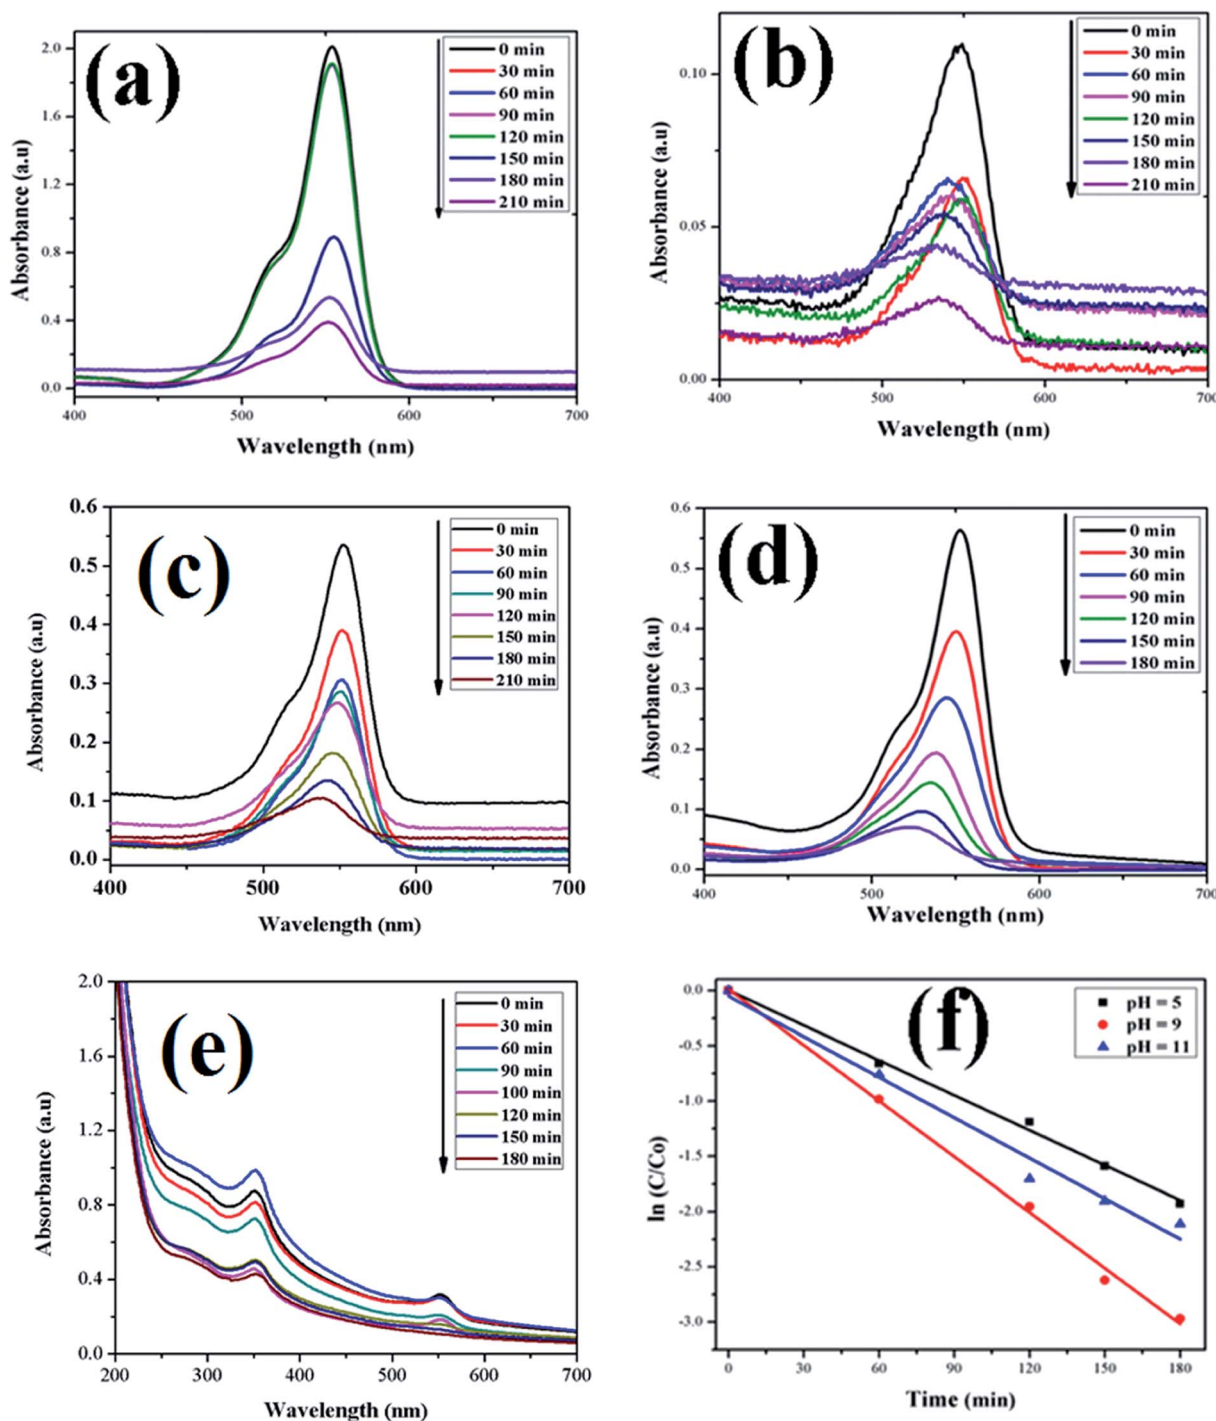 (a)
Absorbance (a.u)
2.0
1.6
1.2
0.8
0.4
0.0
0 min
30 min
60 min
90 min
120 min
150 min
180 min
210 min
400
500
600
700
Wavelength (nm)
(b)
Absorbance (a.u)
0.10
0.05
0.00
0 min
30 min
60 min
90 min
120 min
150 min
180 min
210 min
400
500
600
700
Wavelength (nm)
(c)
Absorbance (a.u)
0.6
0.5
0.4
0.3
0.2
0.1
0.0
0 min
30 min
60 min
90 min
120 min
150 min
180 min
210 min
400
500
600
700
Wavelength (nm)
(d)
Absorbance (a.u)
0.6
0.5
0.4
0.3
0.2
0.1
0.0
0 min
30 min
60 min
90 min
120 min
150 min
180 min
400
500
600
700
Wavelength (nm)
(e)
Absorbance (a.u)
2.0
1.6
1.2
0.8
0.4
0.0
0 min
30 min
60 min
90 min
100 min
120 min
150 min
180 min
200
300
400
500
600
700
Wavelength (nm)
(f)
ln (C/Co)
0.0
-0.5
-1.0
-1.5
-2.0
-2.5
-3.0
pH = 5
pH = 9
pH = 11
0
30
60
90
120
150
180
Time (min)